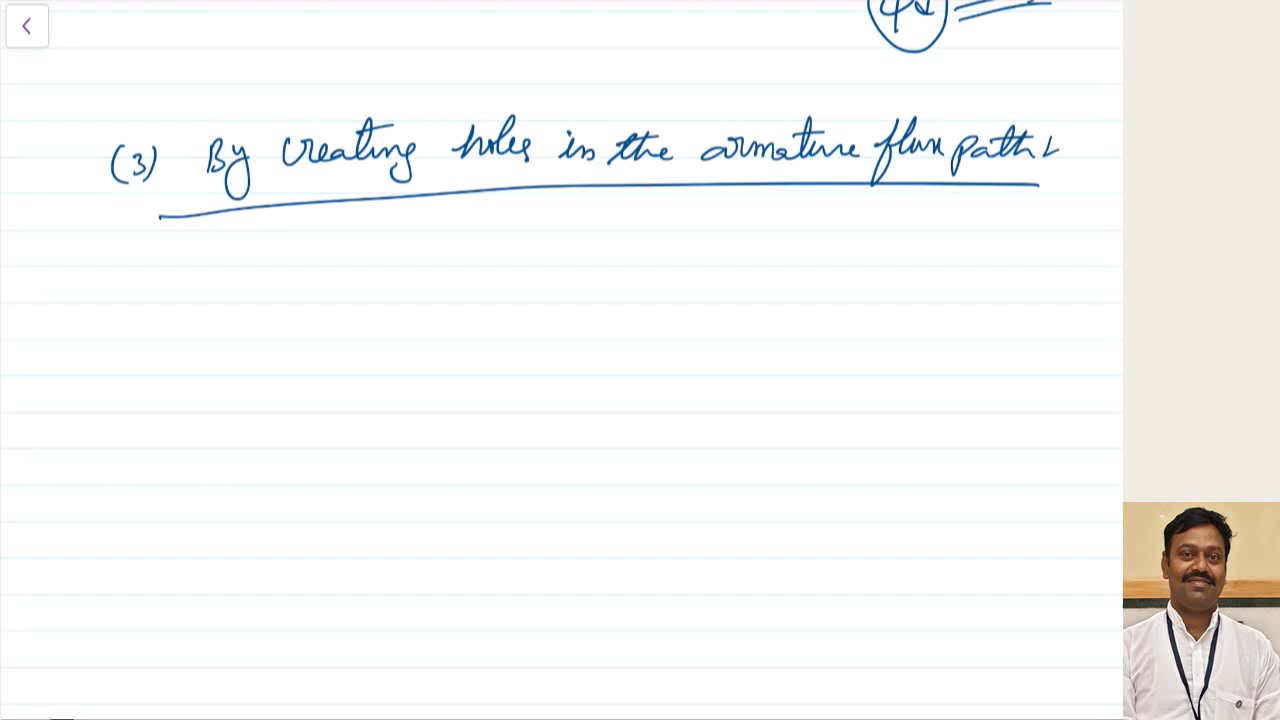 (3) By creating holes in the armature flux path